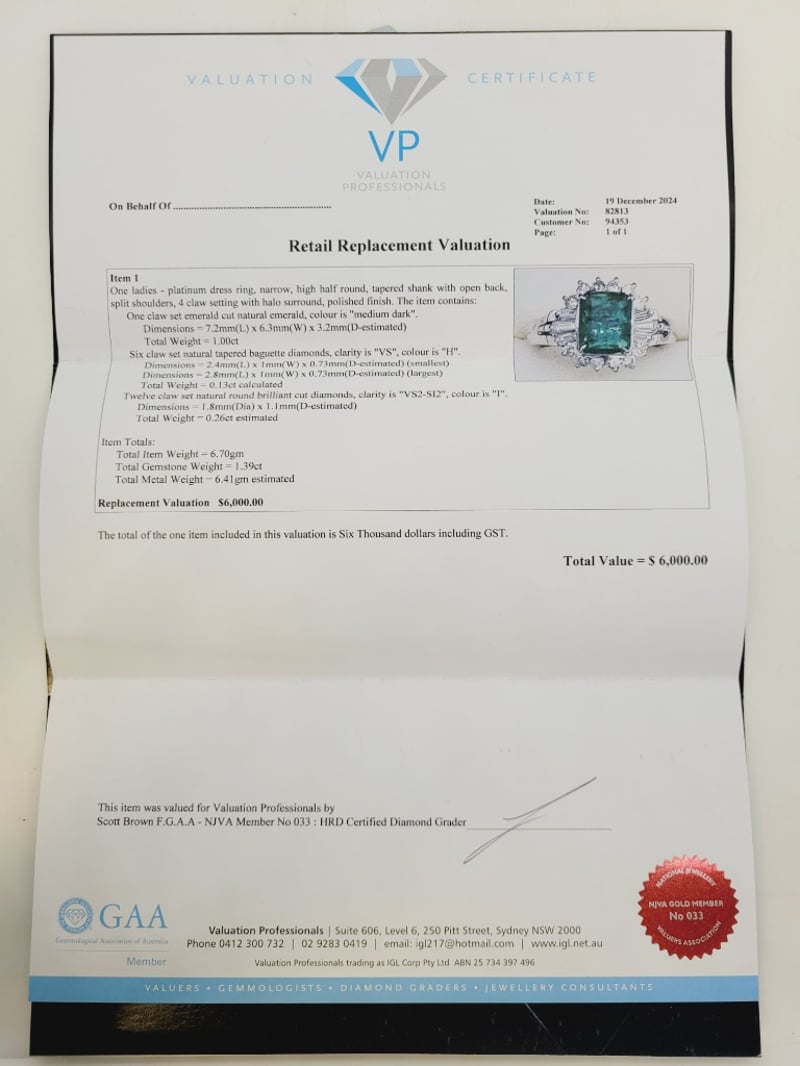 VALUATION CERTIFICATE
VP
VALUATION
PROFESSIONALS
On Behalf Of
Date: 19 December 2024
Valuation No: 82813
Customer No: 94353
Page: 1 of 1
Retail Replacement Valuation
Item 1
One ladies - platinum dress ring, narrow, high half round, tapered shank with open back,
split shoulders, 4 claw setting with halo surround, polished finish. The item contains:
One claw set emerald cut natural emerald, colour is "medium dark".
Dimensions = 7.2mm(L) x 6.3mm(W) x 3.2mm(D-estimated)
Total Weight = 1.00ct
Six claw set natural tapered baguette diamonds, clarity is "VS", colour is "H".
Dimensions = 2.4mm(L) x 1mm(W) x 0.73mm(D-estimated) (smallest)
Dimensions = 2.8mm(L) x 1mm(W) x 0.73mm(D-estimated) (largest)
Total Weight = 0.13ct calculated
Twelve claw set natural round brilliant cut diamonds, clarity is "VS2-SI2", colour is "I".
Dimensions = 1.8mm(Dia) x 1.1mm(D-estimated)
Total Weight = 0.26ct estimated
Item Totals:
Total Item Weight = 6.70gm
Total Gemstone Weight = 1.39ct
Total Metal Weight = 6.41gm estimated
Replacement Valuation $6,000.00
The total of the one item included in this valuation is Six Thousand dollars including GST.
Total Value = $ 6,000.00
This item was valued for Valuation Professionals by
Scott Brown F.G.A.A - NJVA Member No 033 : HRD Certified Diamond Grader
NATIONAL JEWELLERY
NJVA GOLD MEMBER
No 033
VALUERS ASSOCIATION
GAA
Gemmological Association of Australia
Member
Valuation Professionals | Suite 606, Level 6, 250 Pitt Street, Sydney NSW 2000
Phone 0412 300 732 | 02 9283 0419 | email: igl217@hotmail.com | www.igl.net.au
Valuation Professionals trading as IGL Corp Pty Ltd ABN 25 734 397 496
VALUERS • GEMMOLOGISTS • DIAMOND GRADERS • JEWELLERY CONSULTANTS